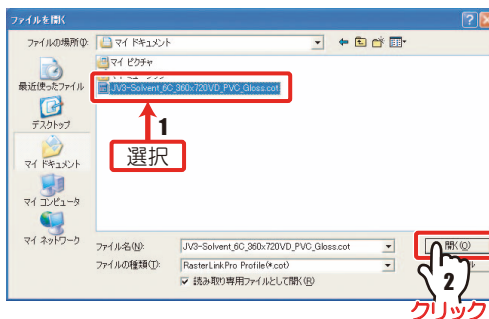 ファイルを開く
ファイルの場所(I):
マイ ドキュメント
マイ ピクチャ
JV3-Solvent_6C_360x720VD_PVC_Gloss.cot
最近使ったファイル
デスクトップ
マイ ドキュメント
マイ コンピュータ
マイ ネットワーク
1
選択
ファイル名(N):
JV3-Solvent_6C_360x720VD_PVC_Gloss.cot
開く(O)
ファイルの種類(T):
RasterLinkPro Profile(*.cot)
読み取り専用ファイルとして開く(R)
2
クリック